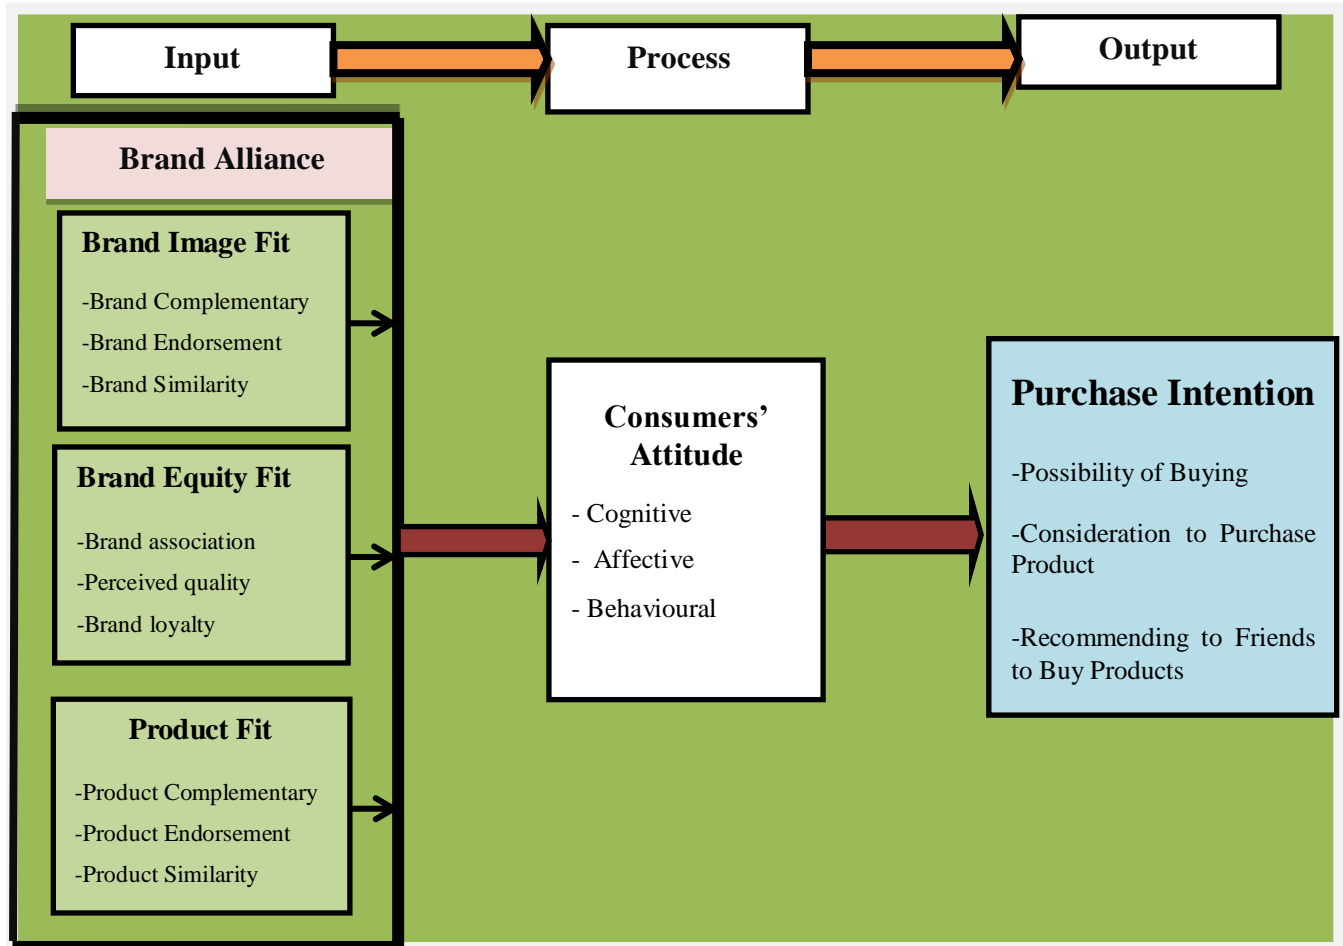 Input
Process
Output
Brand Alliance
Brand Image Fit
-Brand Complementary
-Brand Endorsement
-Brand Similarity
Brand Equity Fit
-Brand association
-Perceived quality
-Brand loyalty
Product Fit
-Product Complementary
-Product Endorsement
-Product Similarity
Consumers’
Attitude
- Cognitive
- Affective
- Behavioural
Purchase Intention
-Possibility of Buying
-Consideration to Purchase
Product
-Recommending to Friends
to Buy Products